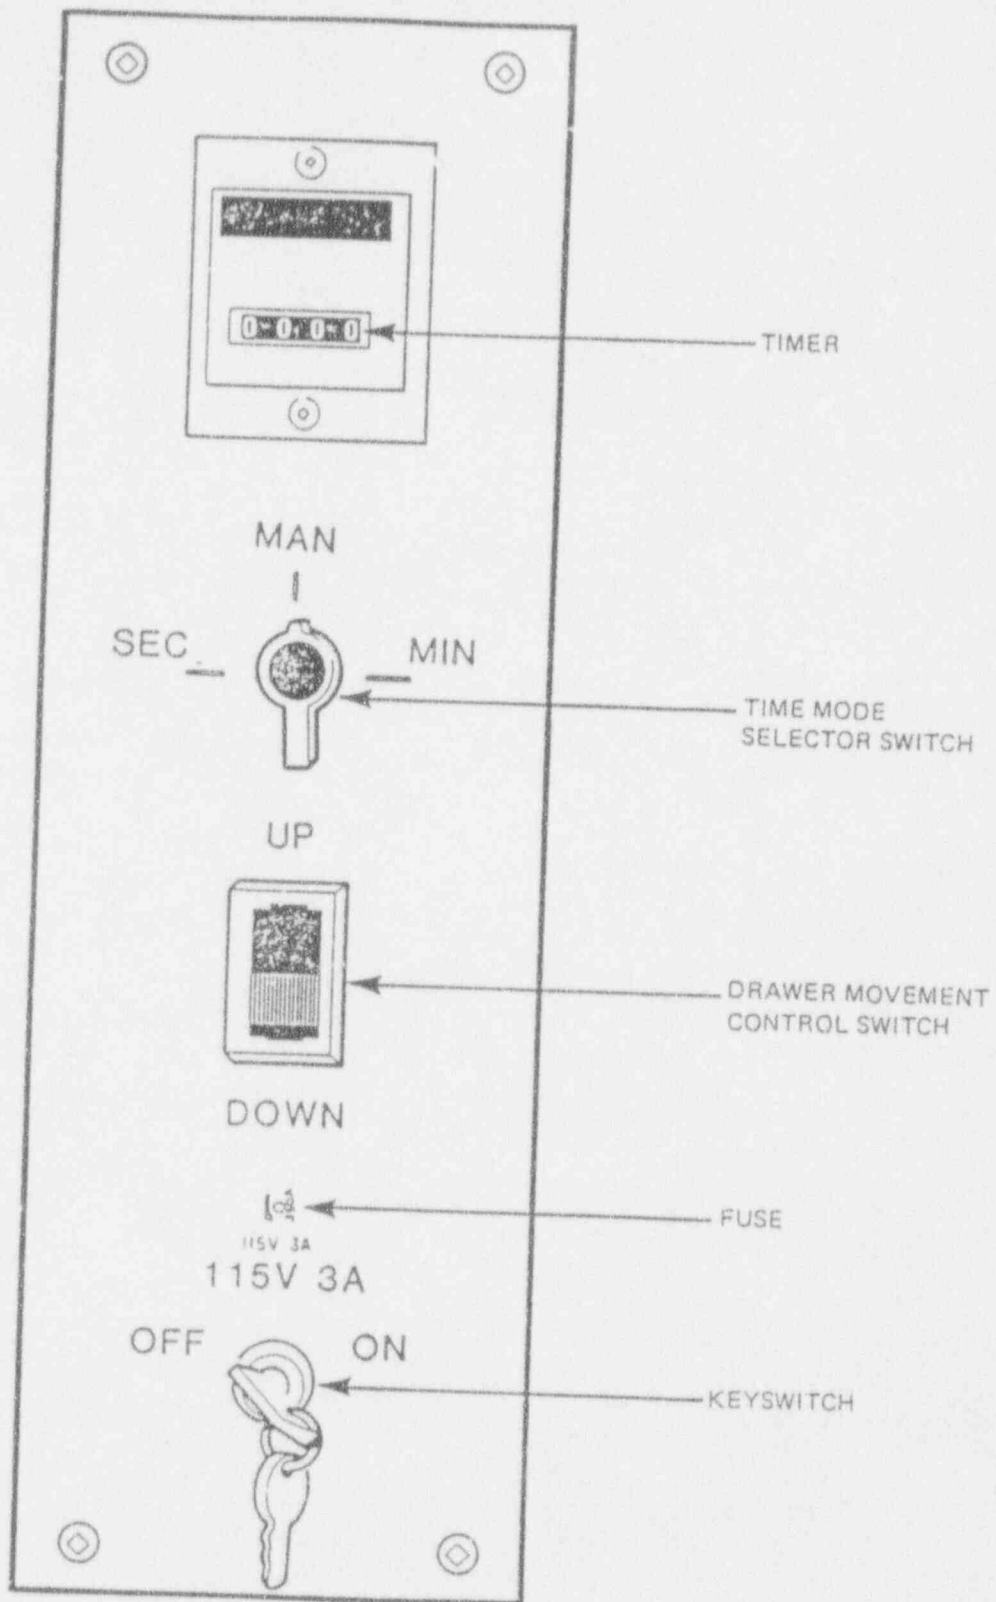 0 0 0 0
TIMER
MAN
SEC
MIN
TIME MODE
SELECTOR SWITCH
UP
DRAWER MOVEMENT
CONTROL SWITCH
DOWN
FUSE
115V 3A
115V 3A
OFF
ON
KEYSWITCH